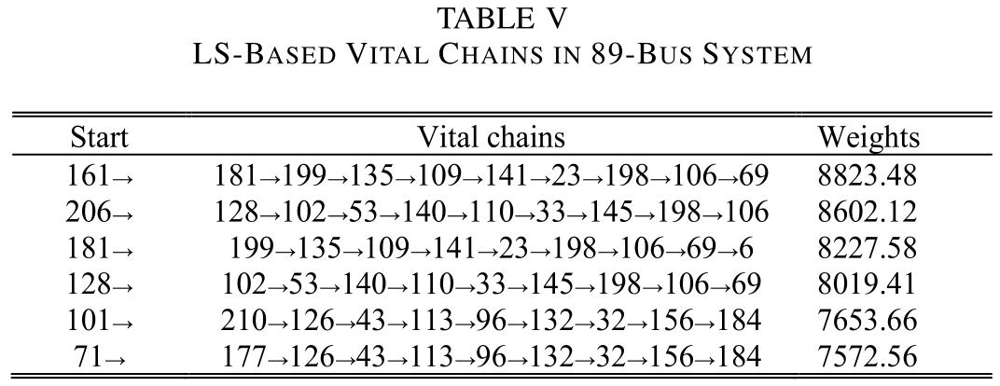 TABLE V
LS-BASED VITAL CHAINS IN 89-BUS SYSTEM
Start Vital chains Weights
161→ 181→199→135→109→141→23→198→106→69 8823.48
206→ 128→102→53→140→110→33→145→198→106 8602.12
181→ 199→135→109→141→23→198→106→69→6 8227.58
128→ 102→53→140→110→33→145→198→106→69 8019.41
101→ 210→126→43→113→96→132→32→156→184 7653.66
71→ 177→126→43→113→96→132→32→156→184 7572.56